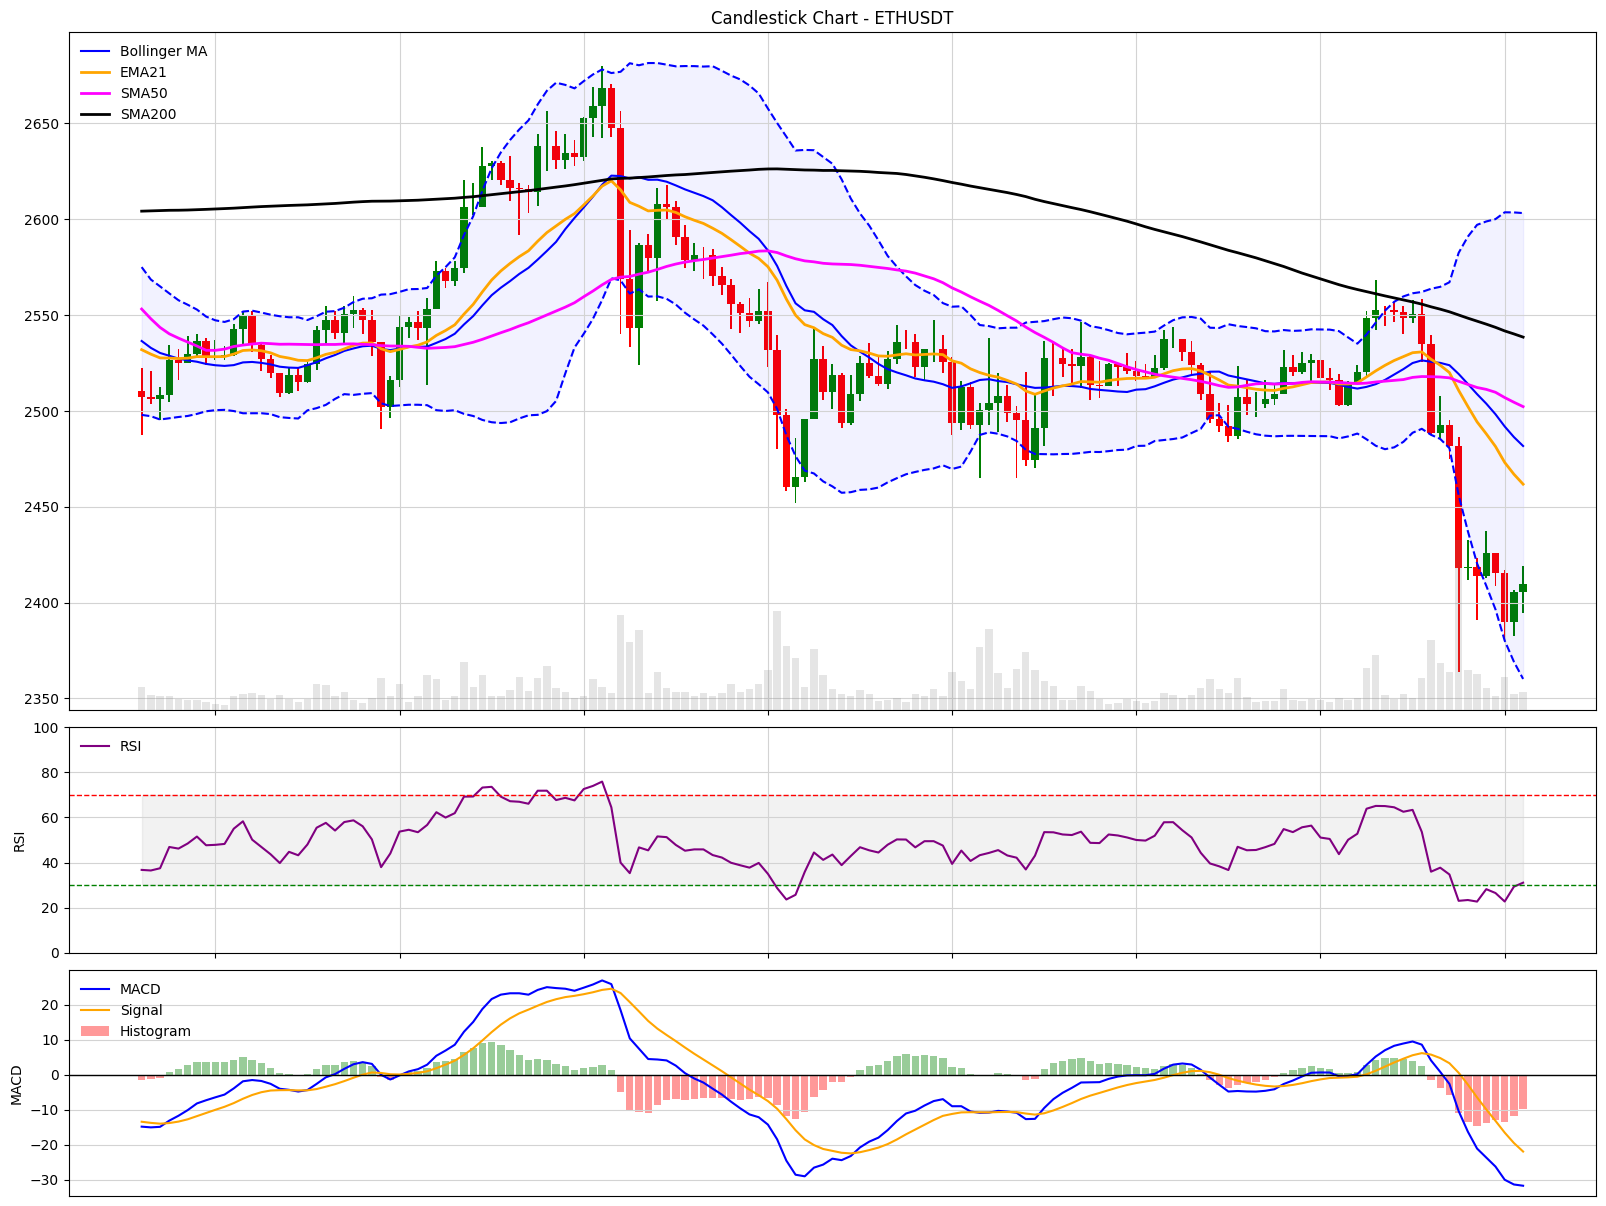 Candlestick Chart - ETHUSDT
Bollinger MA
EMA21
SMA50
SMA200
2650
2600
2550
2500
2450
2400
2350
RSI
100
80
60
40
20
0
RSI
MACD
Signal
Histogram
20
10
0
−10
−20
−30
MACD